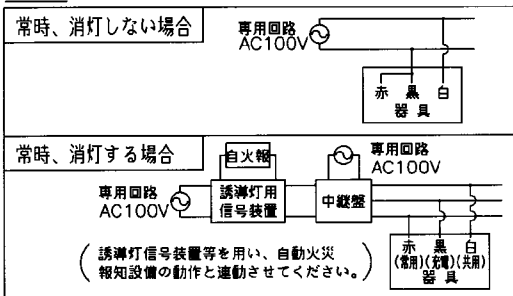 常時、消灯しない場合
専用回路
AC100V
赤 黒 白
器具
常時、消灯する場合
自火報
専用回路
AC100V
専用回路
AC100V
誘導灯用
信号装置
中継盤
誘導灯信号装置等を用い、自動火災
報知設備の動作と連動させてください。
赤 黒 白
(常用)(充電)(共用)
器具